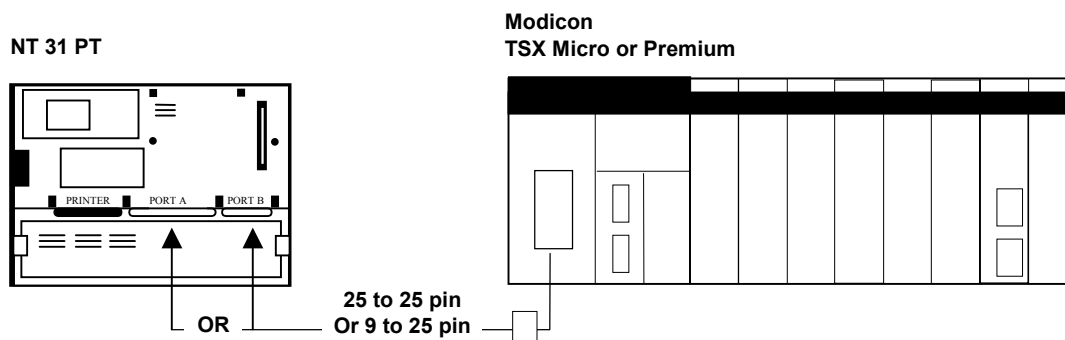 NT 31 PT
Modicon
TSX Micro or Premium
PRINTER PORT A PORT B
OR
25 to 25 pin
Or 9 to 25 pin